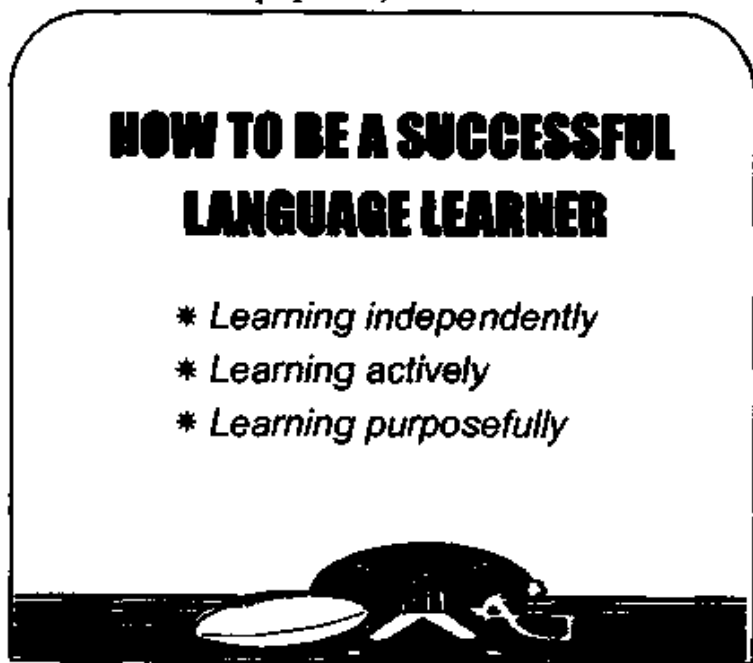 HOW TO BE A SUCCESSFUL
LANGUAGE LEARNER
* Learning independently
* Learning actively
* Learning purposefully